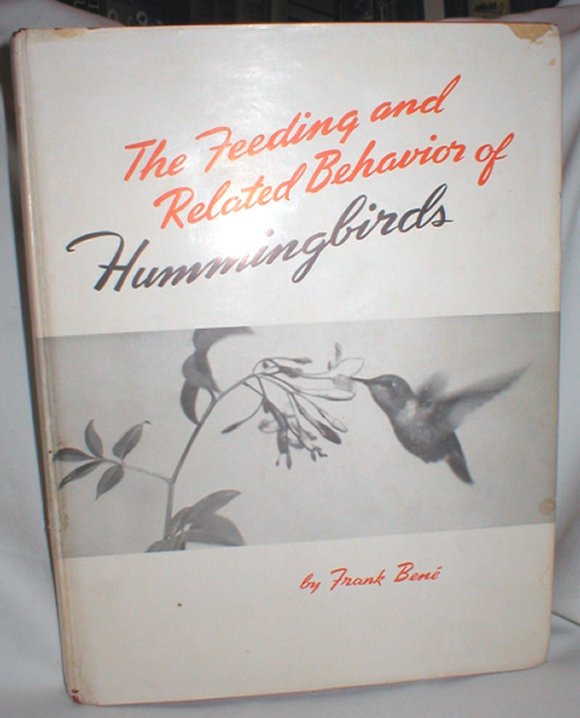 The Feeding and
Related Behavior of
Hummingbirds
by Frank Bené